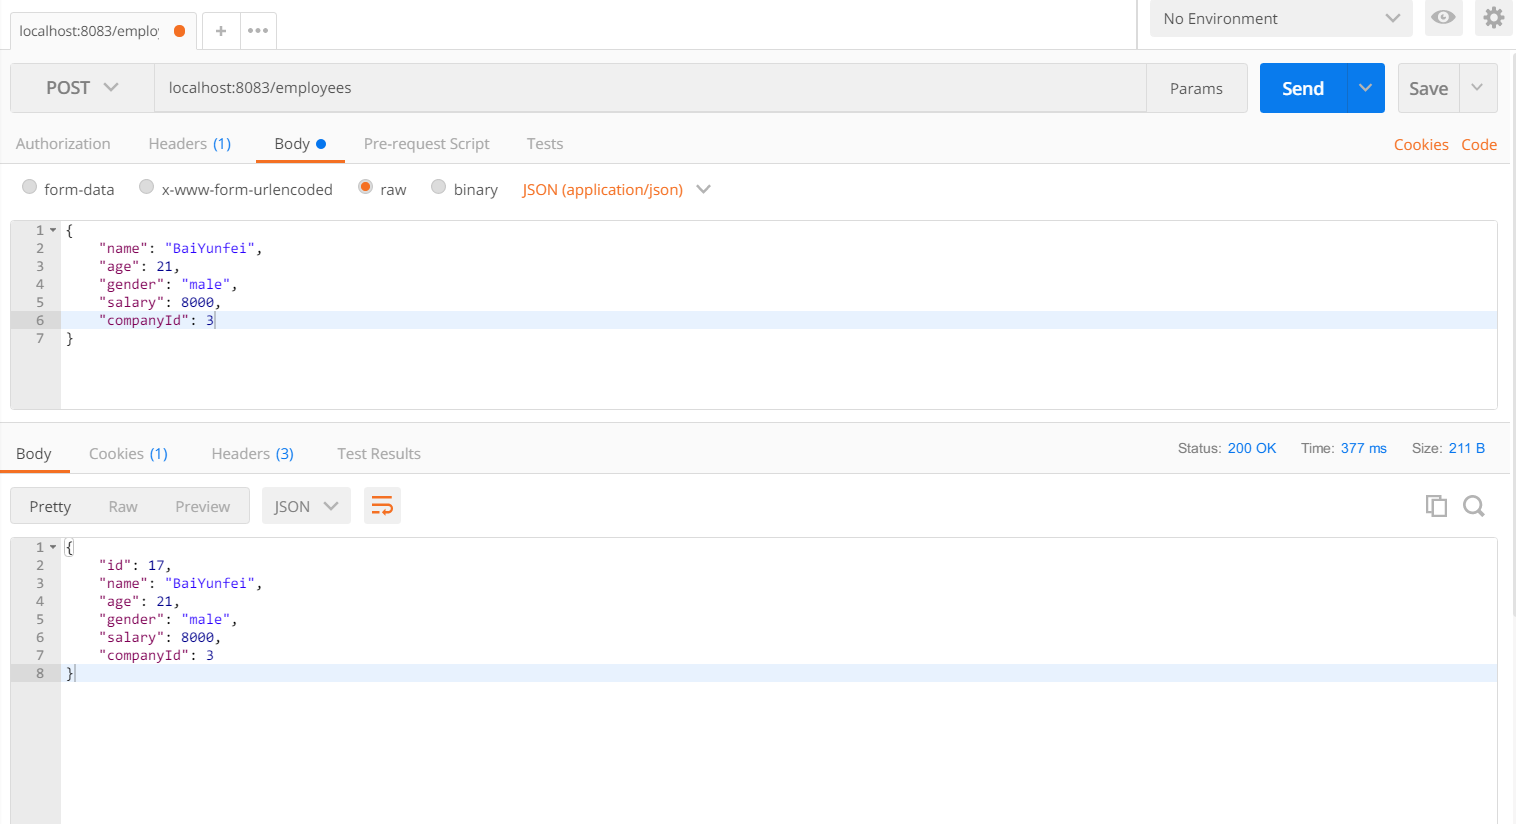 localhost:8083/employ
+ •••
No Environment
POST localhost:8083/employees Params Send Save
Authorization Headers (1) Body Pre-request Script Tests Cookies Code
form-data x-www-form-urlencoded raw binary JSON (application/json)
1 {
2 "name": "BaiYunfei",
3 "age": 21,
4 "gender": "male",
5 "salary": 8000,
6 "companyId": 3
7 }
Body Cookies (1) Headers (3) Test Results Status: 200 OK Time: 377 ms Size: 211 B
Pretty Raw Preview JSON
1 {
2 "id": 17,
3 "name": "BaiYunfei",
4 "age": 21,
5 "gender": "male",
6 "salary": 8000,
7 "companyId": 3
8 }